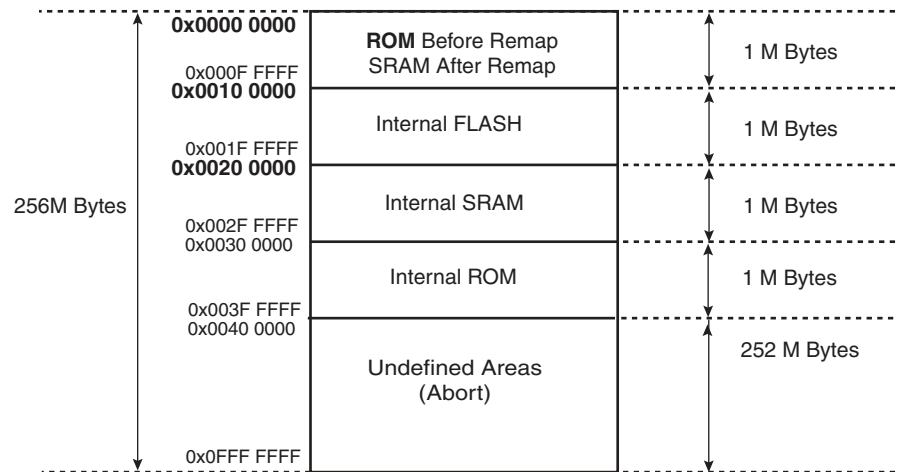 0x0000 0000
ROM Before Remap
SRAM After Remap
1 M Bytes
0x000F FFFF
0x0010 0000
Internal FLASH
1 M Bytes
0x001F FFFF
0x0020 0000
256M Bytes
Internal SRAM
1 M Bytes
0x002F FFFF
0x0030 0000
Internal ROM
1 M Bytes
0x003F FFFF
0x0040 0000
252 M Bytes
Undefined Areas
(Abort)
0x0FFF FFFF